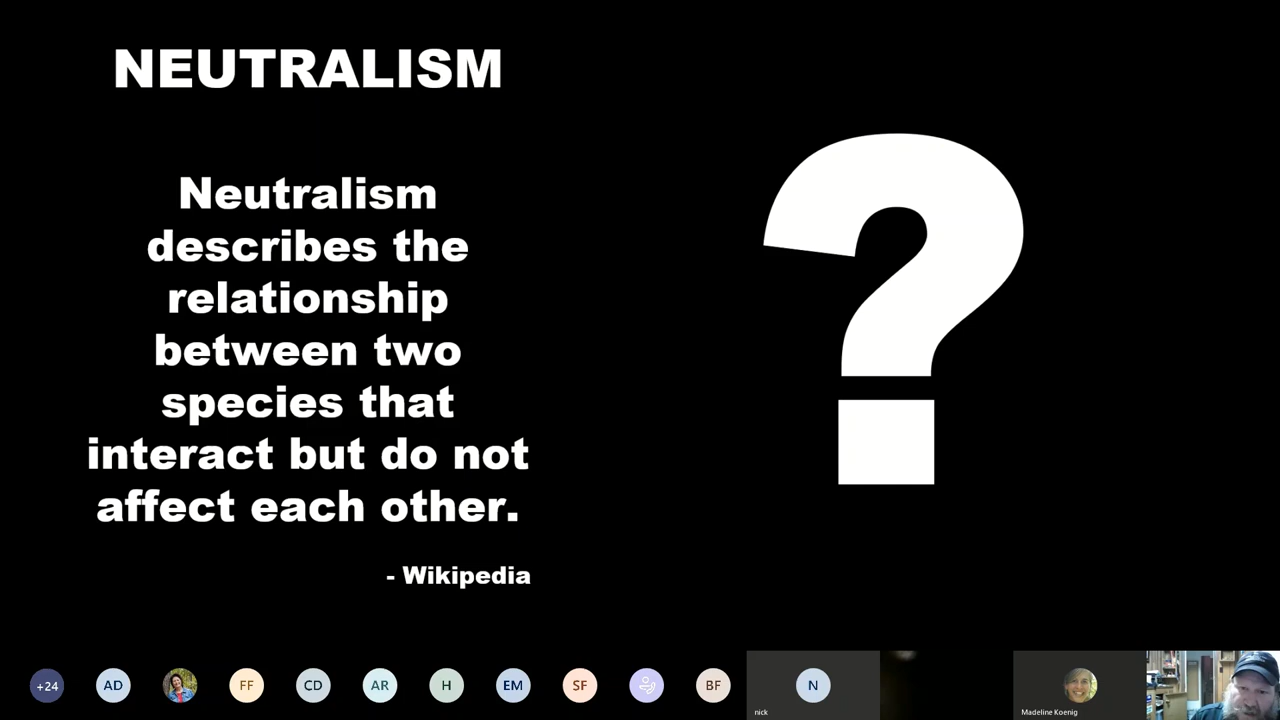 NEUTRALISM
Neutralism
describes the
relationship
between two
species that
interact but do not
affect each other.
- Wikipedia
?
+24
AD
FF
CD
AR
H
EM
SF
BF
N
nick
Madeline Koenig